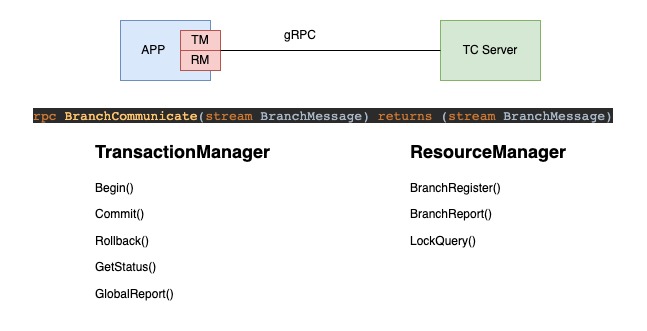 APP
TM
RM
gRPC
TC Server
rpc BranchCommunicate(stream BranchMessage) returns (stream BranchMessage)
TransactionManager
Begin()
Commit()
Rollback()
GetStatus()
GlobalReport()
ResourceManager
BranchRegister()
BranchReport()
LockQuery()